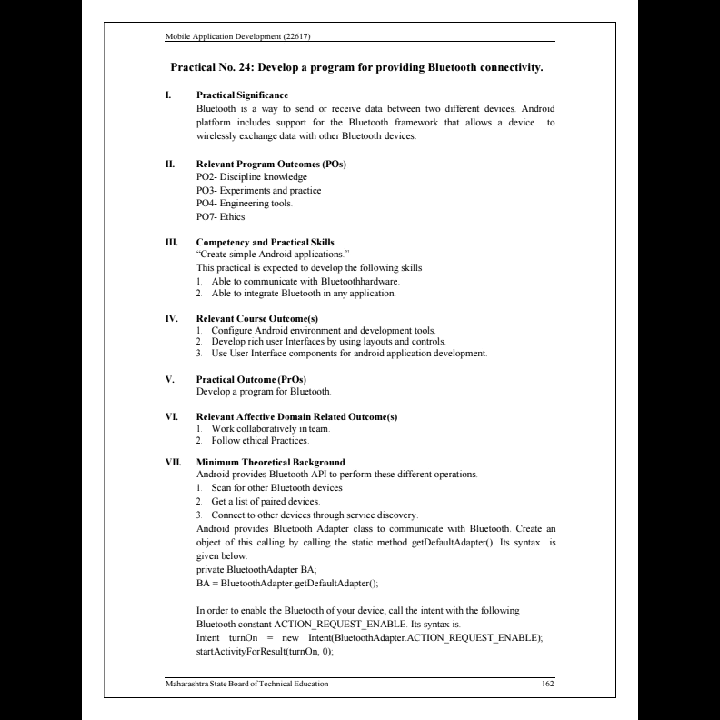 Mobile Application Development (22617)
Practical No. 24: Develop a program for providing Bluetooth connectivity.
I. Practical Significance
Bluetooth is a way to send or receive data between two different devices. Android
platform includes support for the Bluetooth framework that allows a device to
wirelessly exchange data with other Bluetooth devices.
II. Relevant Program Outcomes (POs)
PO2- Discipline knowledge
PO3- Experiments and practice
PO4- Engineering tools.
PO7- Ethics
III. Competency and Practical Skills
“Create simple Android applications.”
This practical is expected to develop the following skills
1. Able to communicate with Bluetoothhardware.
2. Able to integrate Bluetooth in any application.
IV. Relevant Course Outcome(s)
1. Configure Android environment and development tools.
2. Develop rich user Interfaces by using layouts and controls.
3. Use User Interface components for android application development.
V. Practical Outcome (PrOs)
Develop a program for Bluetooth.
VI. Relevant Affective Domain Related Outcome(s)
1. Work collaboratively in team.
2. Follow ethical Practices.
VII. Minimum Theoretical Background
Android provides Bluetooth API to perform these different operations.
1. Scan for other Bluetooth devices
2. Get a list of paired devices.
3. Connect to other devices through service discovery.
Android provides Bluetooth Adapter class to communicate with Bluetooth. Create an
object of this calling by calling the static method getDefaultAdapter(). Its syntax is
given below.
private BluetoothAdapter BA;
BA = BluetoothAdapter.getDefaultAdapter();
In order to enable the Bluetooth of your device, call the intent with the following
Bluetooth constant ACTION_REQUEST_ENABLE. Its syntax is.
Intent turnOn = new Intent(BluetoothAdapter.ACTION_REQUEST_ENABLE);
startActivityForResult(turnOn, 0);
Maharashtra State Board of Technical Education 162